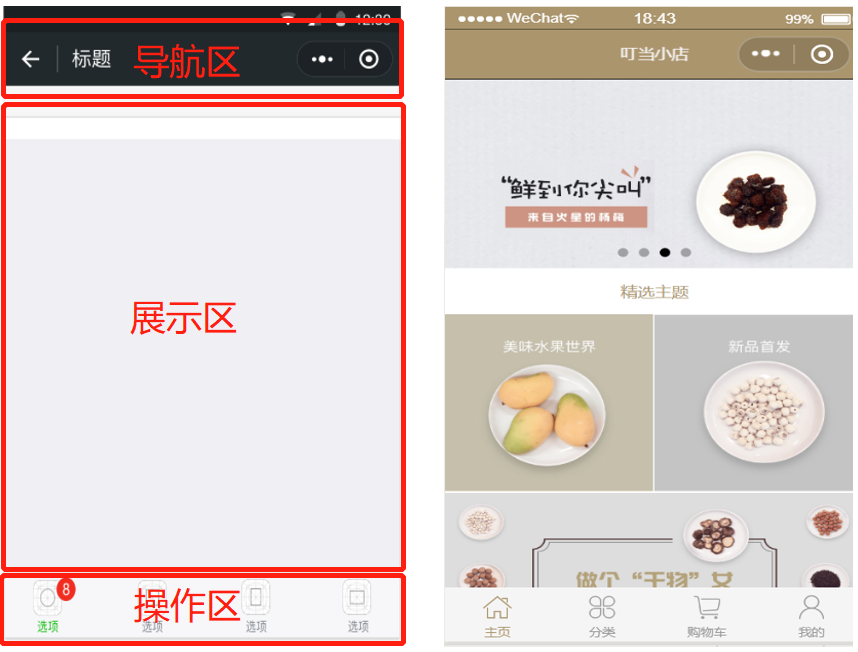 12:00
标题
导航区
展示区
8
操作区
选项
选项
选项
选项
WeChat
18:43
99%
叮当小店
“鲜到你尖叫”
来自火星的杨梅
精选主题
美味水果世界
新品首发
做个“干物”女
主页
分类
购物车
我的